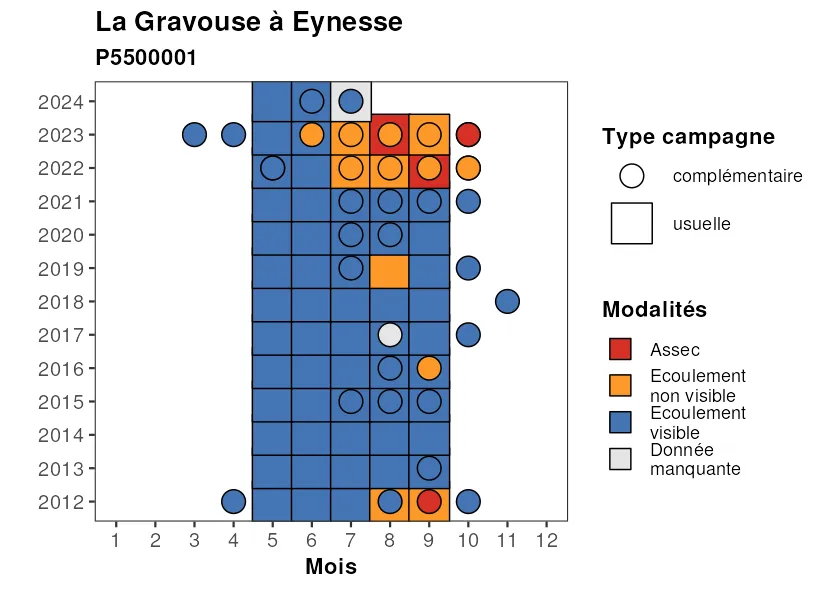 La Gravouse à Eynesse
P5500001
2024
2023
2022
2021
2020
2019
2018
2017
2016
2015
2014
2013
2012
1 2 3 4 5 6 7 8 9 10 11 12
Mois
Type campagne
complémentaire
usuelle
Modalités
Assec
Ecoulement
non visible
Ecoulement
visible
Donnée
manquante